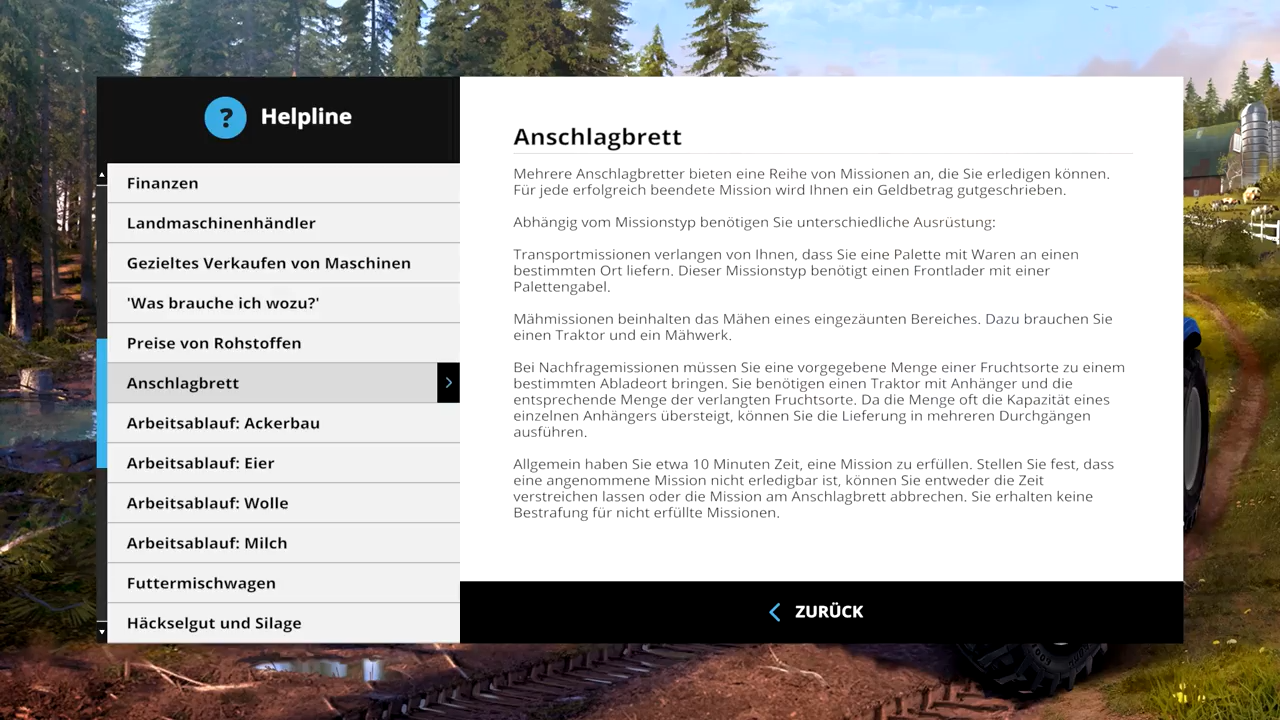 ?
Helpline
Finanzen
Landmaschinenhändler
Gezieltes Verkaufen von Maschinen
'Was brauche ich wozu?'
Preise von Rohstoffen
Anschlagbrett
Arbeitsablauf: Ackerbau
Arbeitsablauf: Eier
Arbeitsablauf: Wolle
Arbeitsablauf: Milch
Futtermischwagen
Häckselgut und Silage
Anschlagbrett
Mehrere Anschlagbretter bieten eine Reihe von Missionen an, die Sie erledigen können.
Für jede erfolgreich beendete Mission wird Ihnen ein Geldbetrag gutgeschrieben.
Abhängig vom Missionstyp benötigen Sie unterschiedliche Ausrüstung:
Transportmissionen verlangen von Ihnen, dass Sie eine Palette mit Waren an einen
bestimmten Ort liefern. Dieser Missionstyp benötigt einen Frontlader mit einer
Palettengabel.
Mähmissionen beinhalten das Mähen eines eingezäunten Bereiches. Dazu brauchen Sie
einen Traktor und ein Mähwerk.
Bei Nachfragemissionen müssen Sie eine vorgegebene Menge einer Fruchtsorte zu einem
bestimmten Abladeort bringen. Sie benötigen einen Traktor mit Anhänger und die
entsprechende Menge der verlangten Fruchtsorte. Da die Menge oft die Kapazität eines
einzelnen Anhängers übersteigt, können Sie die Lieferung in mehreren Durchgängen
ausführen.
Allgemein haben Sie etwa 10 Minuten Zeit, eine Mission zu erfüllen. Stellen Sie fest, dass
eine angenommene Mission nicht erledigbar ist, können Sie entweder die Zeit
verstreichen lassen oder die Mission am Anschlagbrett abbrechen. Sie erhalten keine
Bestrafung für nicht erfüllte Missionen.
ZURÜCK